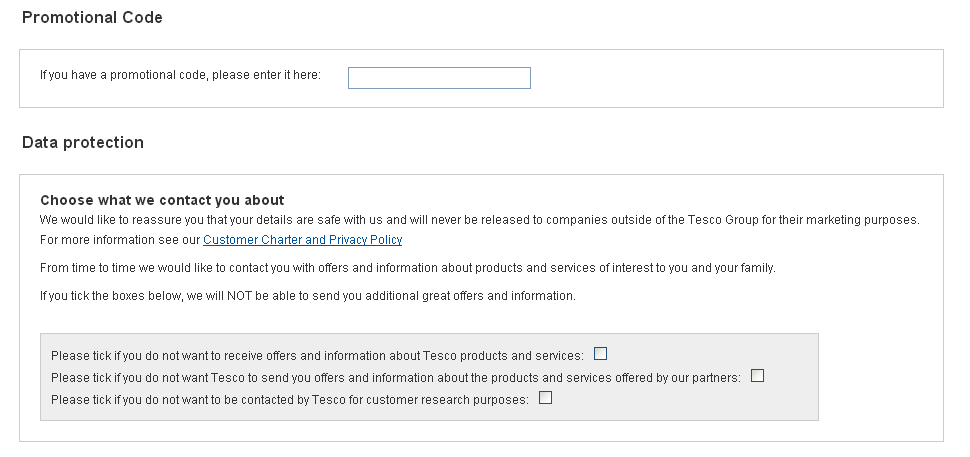 Promotional Code
If you have a promotional code, please enter it here:
Data protection
Choose what we contact you about
We would like to reassure you that your details are safe with us and will never be released to companies outside of the Tesco Group for their marketing purposes.
For more information see our Customer Charter and Privacy Policy
From time to time we would like to contact you with offers and information about products and services of interest to you and your family.
If you tick the boxes below, we will NOT be able to send you additional great offers and information.
Please tick if you do not want to receive offers and information about Tesco products and services:
Please tick if you do not want Tesco to send you offers and information about the products and services offered by our partners:
Please tick if you do not want to be contacted by Tesco for customer research purposes: